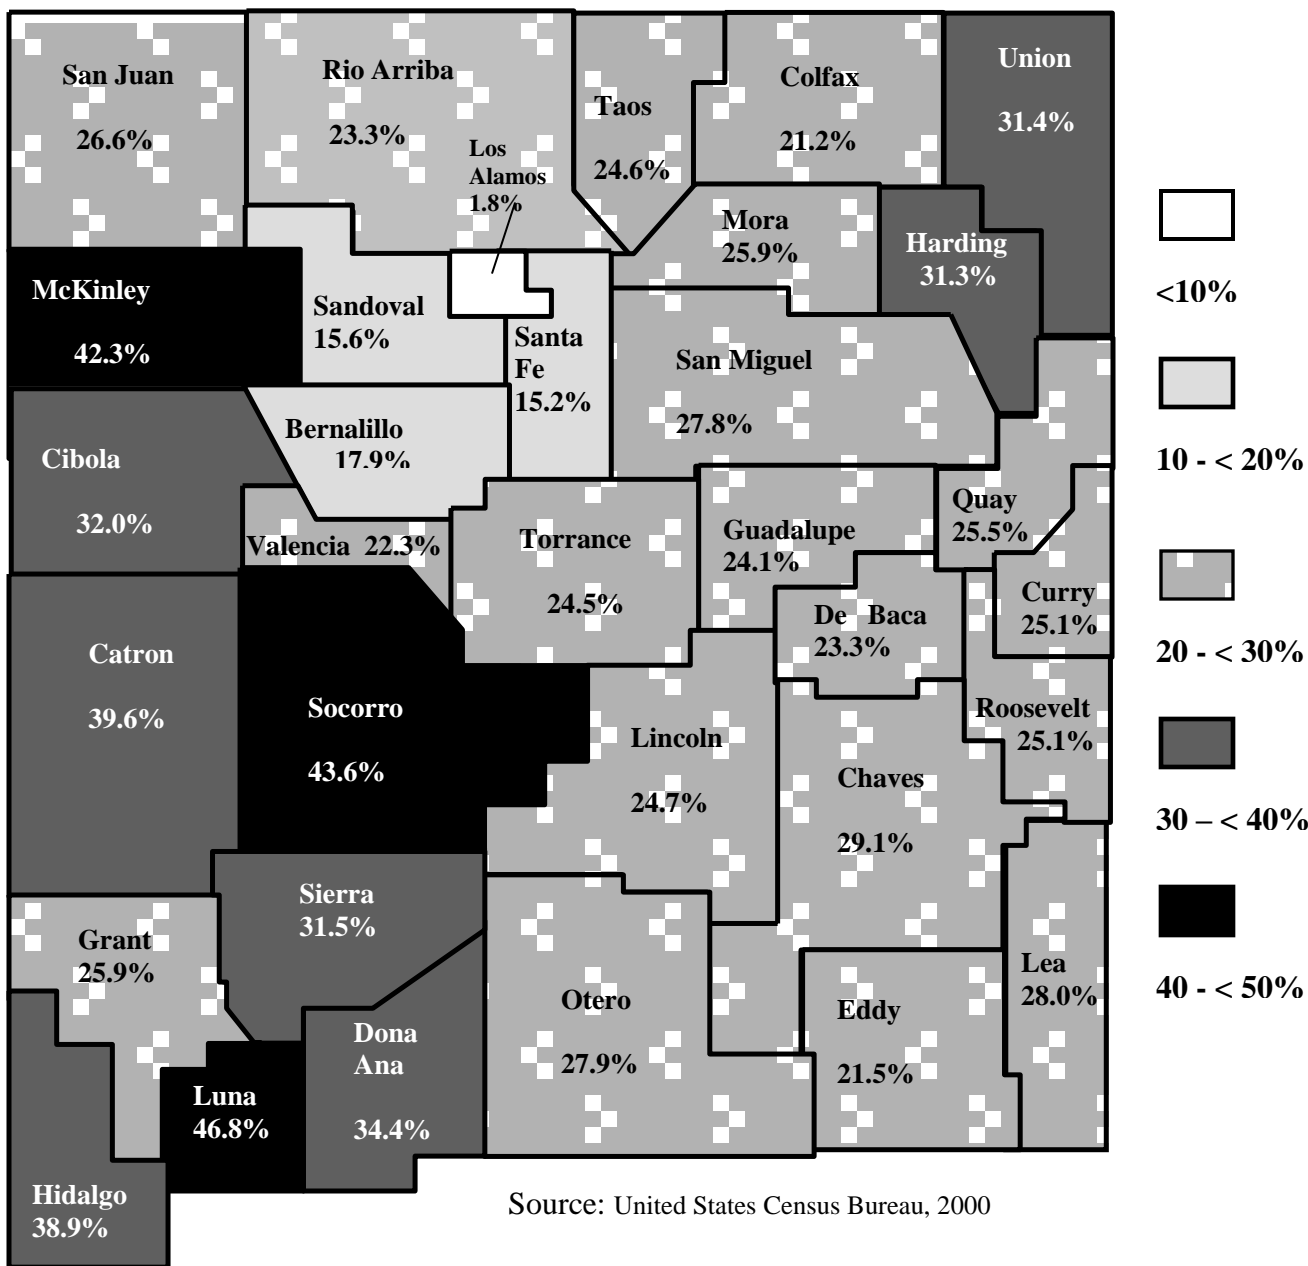 San Juan
26.6%
Rio Arriba
23.3%
Los
Alamos
1.8%
Taos
24.6%
Colfax
21.2%
Union
31.4%
Mora
25.9%
Harding
31.3%
McKinley
42.3%
Sandoval
15.6%
Santa
Fe
15.2%
San Miguel
27.8%
Bernalillo
17.9%
Cibola
32.0%
Valencia 22.3%
Torrance
24.5%
Guadalupe
24.1%
Quay
25.5%
Curry
25.1%
De Baca
23.3%
Catron
39.6%
Socorro
43.6%
Lincoln
24.7%
Roosevelt
25.1%
Chaves
29.1%
Sierra
31.5%
Grant
25.9%
Otero
27.9%
Eddy
21.5%
Lea
28.0%
Dona
Ana
34.4%
Luna
46.8%
Hidalgo
38.9%
<10%
10 - < 20%
20 - < 30%
30 – < 40%
40 - < 50%
Source: United States Census Bureau, 2000